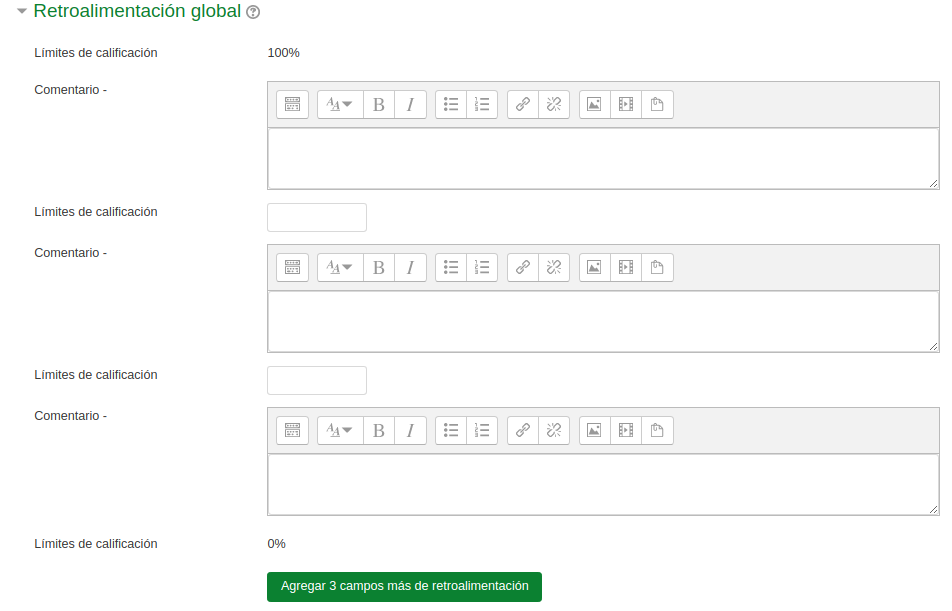 Retroalimentación global
Límites de calificación 100%
Comentario -
Límites de calificación
Comentario -
Límites de calificación
Comentario -
Límites de calificación 0%
Agregar 3 campos más de retroalimentación